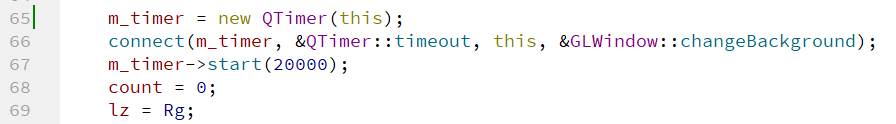 65 m_timer = new QTimer(this);
66 connect(m_timer, &QTimer::timeout, this, &GLWindow::changeBackground);
67 m_timer->start(20000);
68 count = 0;
69 lz = Rg;